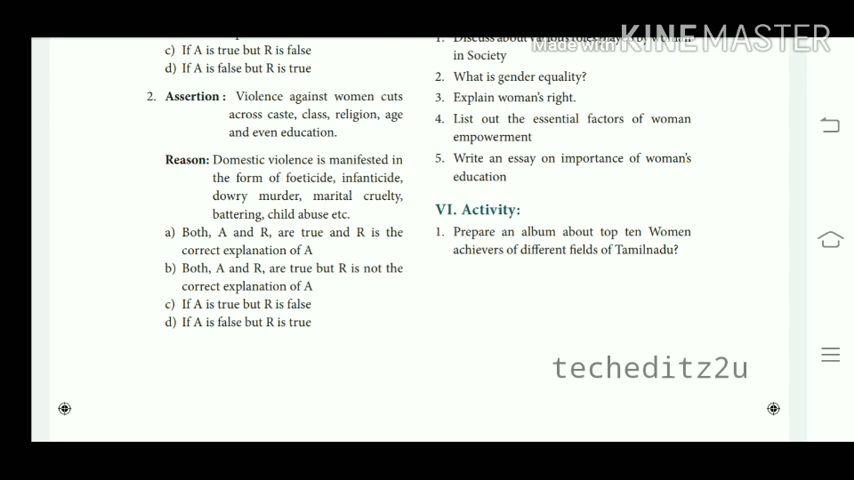 c) If A is true but R is false
d) If A is false but R is true
2. Assertion : Violence against women cuts
across caste, class, religion, age
and even education.
Reason: Domestic violence is manifested in
the form of foeticide, infanticide,
dowry murder, marital cruelty,
battering, child abuse etc.
a) Both, A and R, are true and R is the
correct explanation of A
b) Both, A and R, are true but R is not the
correct explanation of A
c) If A is true but R is false
d) If A is false but R is true
1. Discuss about various roles
in Society
2. What is gender equality?
3. Explain woman's right.
4. List out the essential factors of woman
empowerment
5. Write an essay on importance of woman's
education
VI. Activity:
1. Prepare an album about top ten Women
achievers of different fields of Tamilnadu?
Made with KINEMASTER
techeditz2u